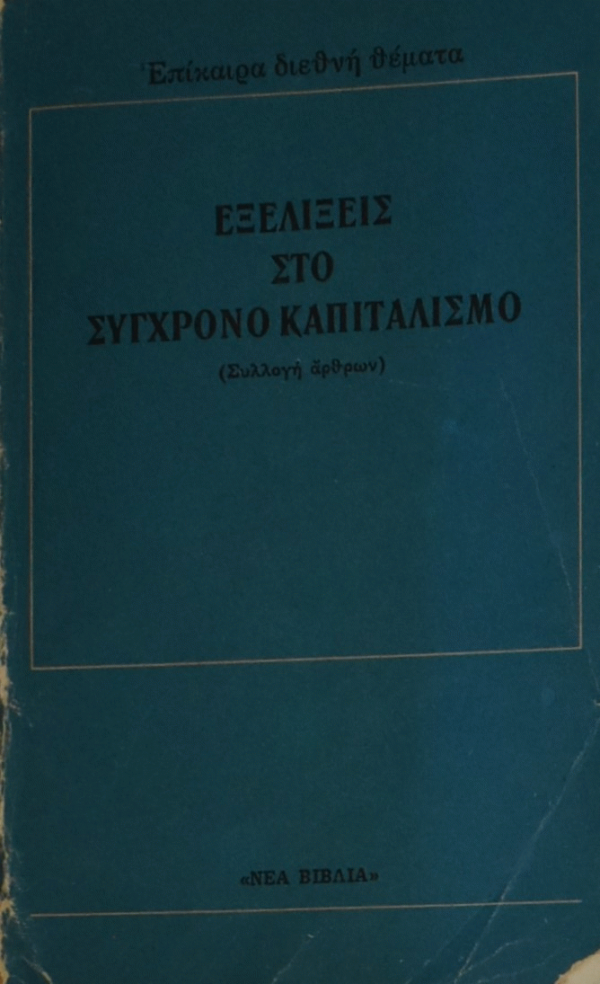 Ἐπίκαιρα διεθνή θέματα
ΕΞΕΛΙΞΕΙΣ
ΣΤΟ
ΣΥΓΧΡΟΝΟ ΚΑΠΙΤΑΛΙΣΜΟ
(Συλλογή ἄρθρων)
«ΝΕΑ ΒΙΒΛΙΑ»